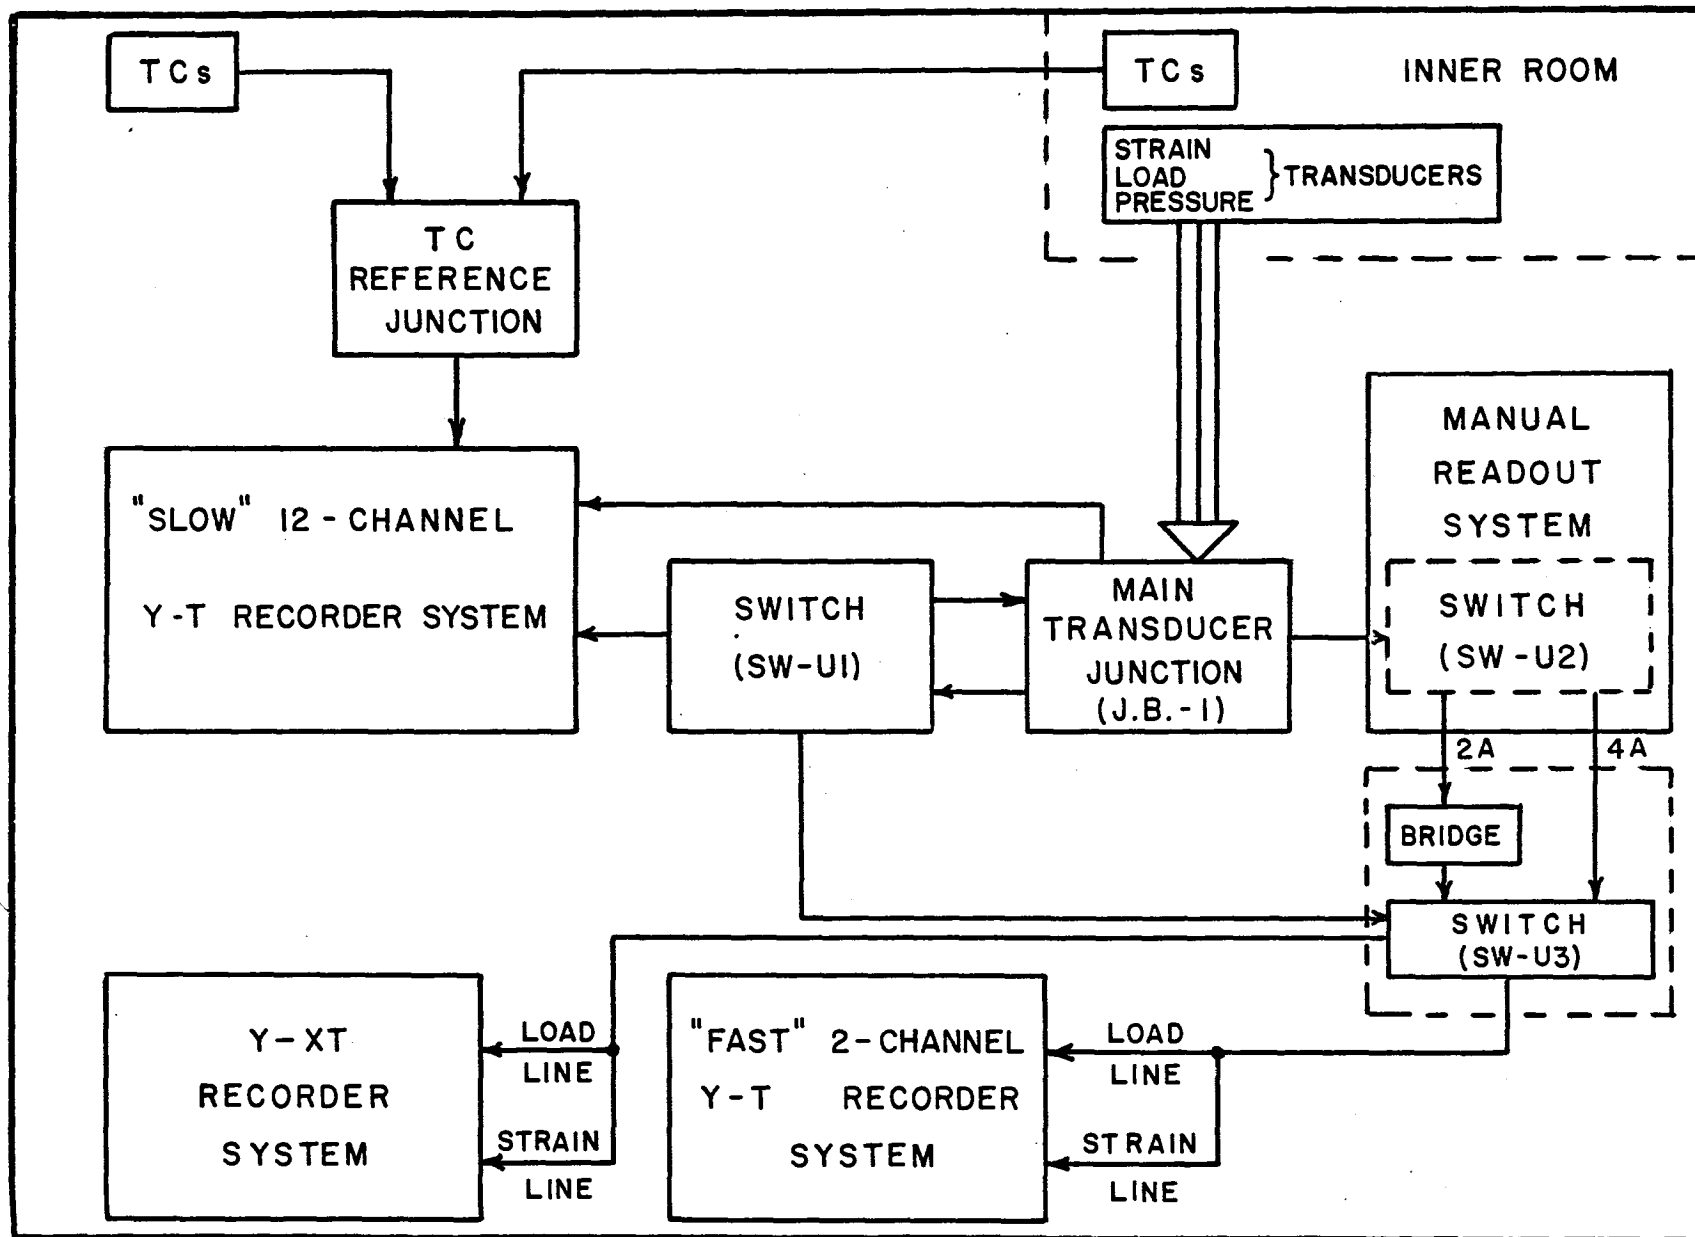 TCs
TCs
INNER ROOM
STRAIN
LOAD
PRESSURE
TRANSDUCERS
TC
REFERENCE
JUNCTION
MANUAL
READOUT
SYSTEM
"SLOW" 12-CHANNEL
Y-T RECORDER SYSTEM
SWITCH
(SW-U1)
MAIN
TRANSDUCER
JUNCTION
(J.B.-1)
SWITCH
(SW-U2)
2A
4A
BRIDGE
SWITCH
(SW-U3)
Y-XT
RECORDER
SYSTEM
LOAD
LINE
STRAIN
LINE
"FAST" 2-CHANNEL
Y-T RECORDER
SYSTEM
LOAD
LINE
STRAIN
LINE